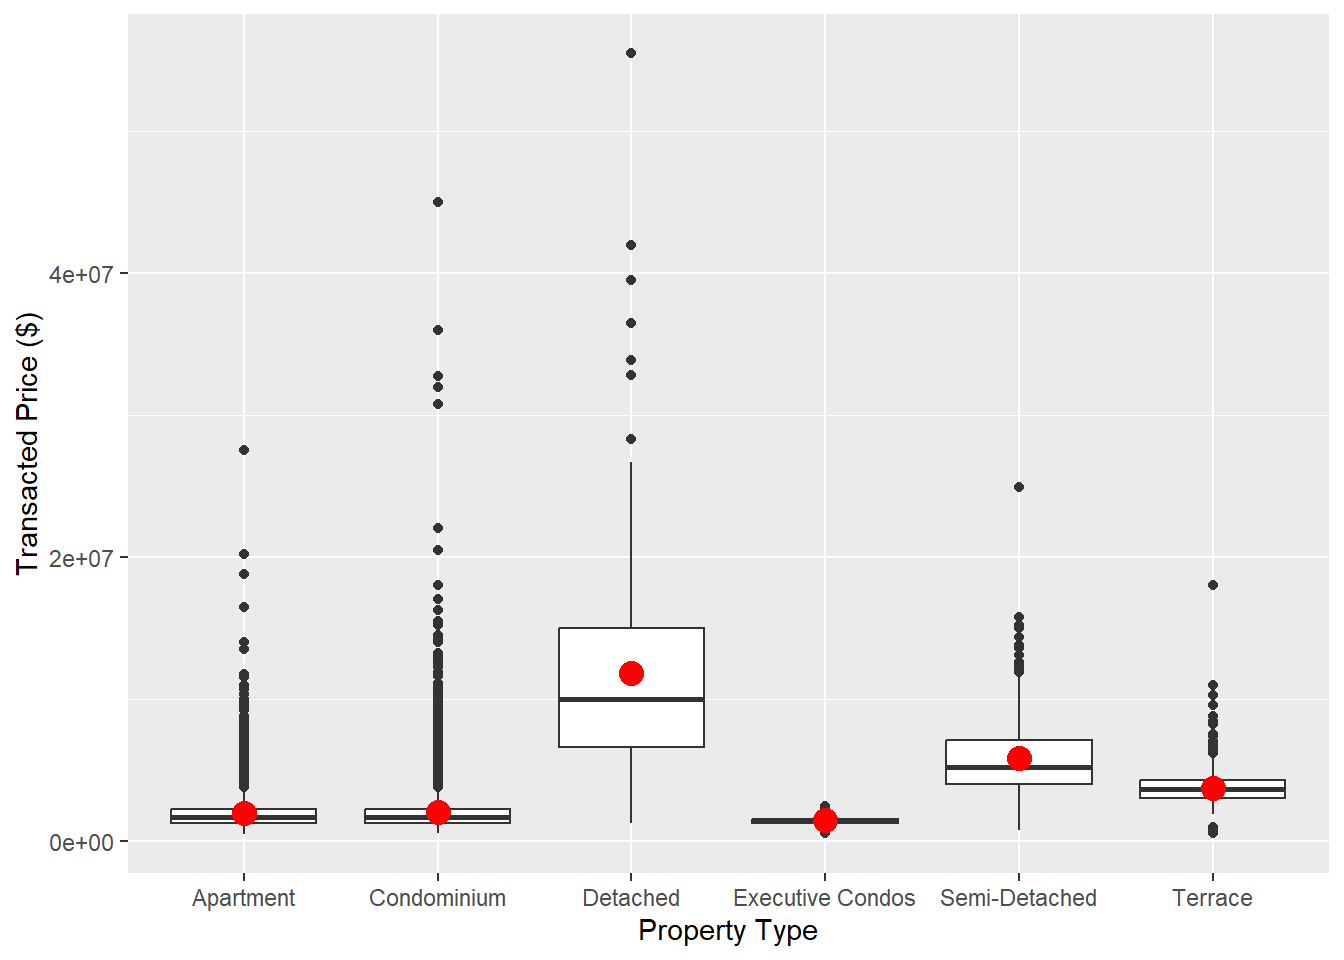 Transacted Price ($)
4e+07
2e+07
0e+00
Apartment Condominium Detached Executive Condos Semi-Detached Terrace
Property Type